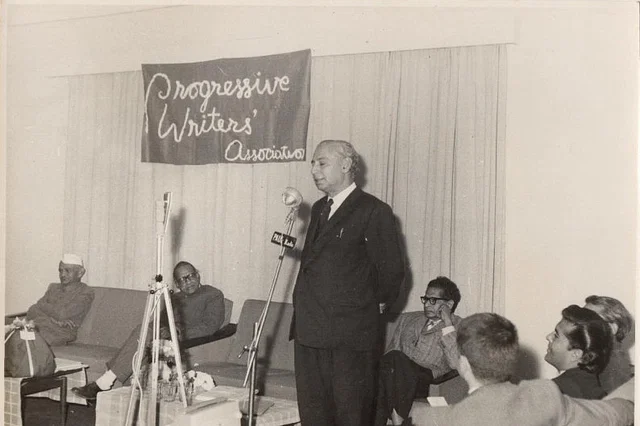 Progressive
Writers'
Association